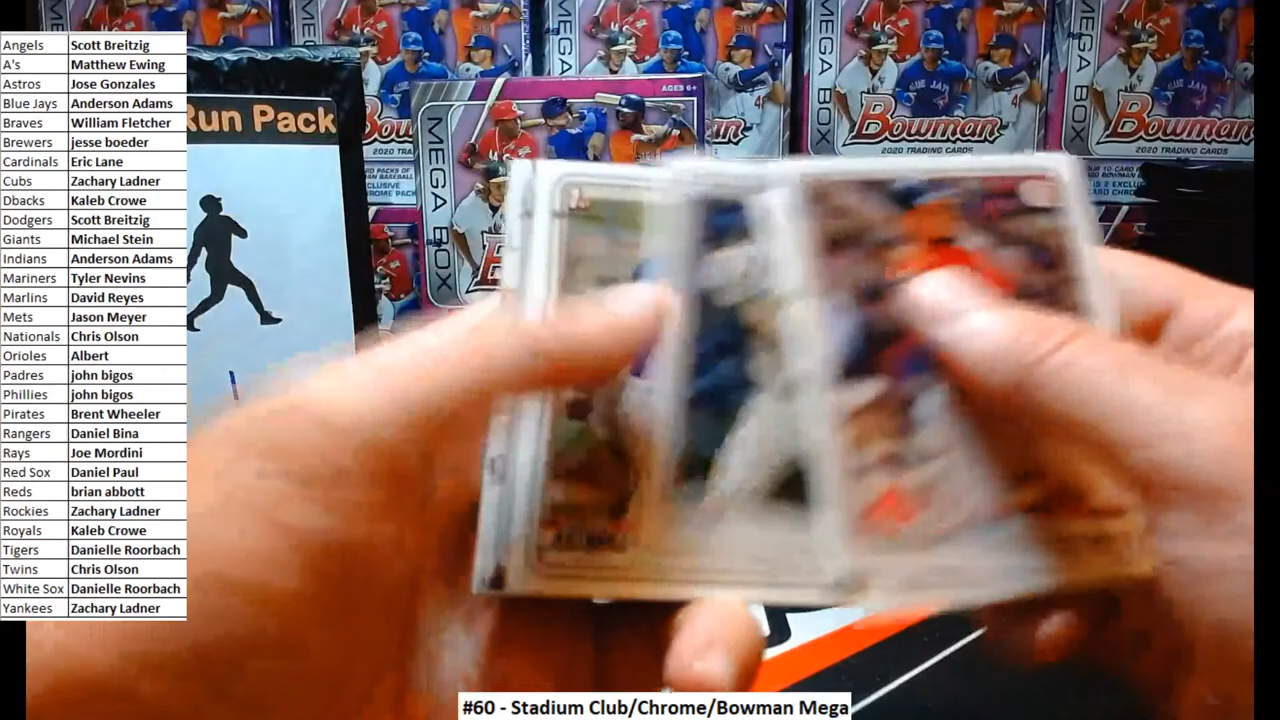 Angels Scott Breitzig
A's Matthew Ewing
Astros Jose Gonzales
Blue Jays Anderson Adams
Braves William Fletcher
Brewers jesse boeder
Cardinals Eric Lane
Cubs Zachary Ladner
Dbacks Kaleb Crowe
Dodgers Scott Breitzig
Giants Michael Stein
Indians Anderson Adams
Mariners Tyler Nevins
Marlins David Reyes
Mets Jason Meyer
Nationals Chris Olson
Orioles Albert
Padres john bigos
Phillies john bigos
Pirates Brent Wheeler
Rangers Daniel Bina
Rays Joe Mordini
Red Sox Daniel Paul
Reds brian abbott
Rockies Zachary Ladner
Royals Kaleb Crowe
Tigers Danielle Roorbach
Twins Chris Olson
White Sox Danielle Roorbach
Yankees Zachary Ladner
Run Pack
MEGA BOX
AGES 6+
MEGA BOX
MEGA BOX
Bowman
2020 TRADING CARDS
MEGA BOX
Bowman
2020 TRADING CARDS
#60 - Stadium Club/Chrome/Bowman Mega